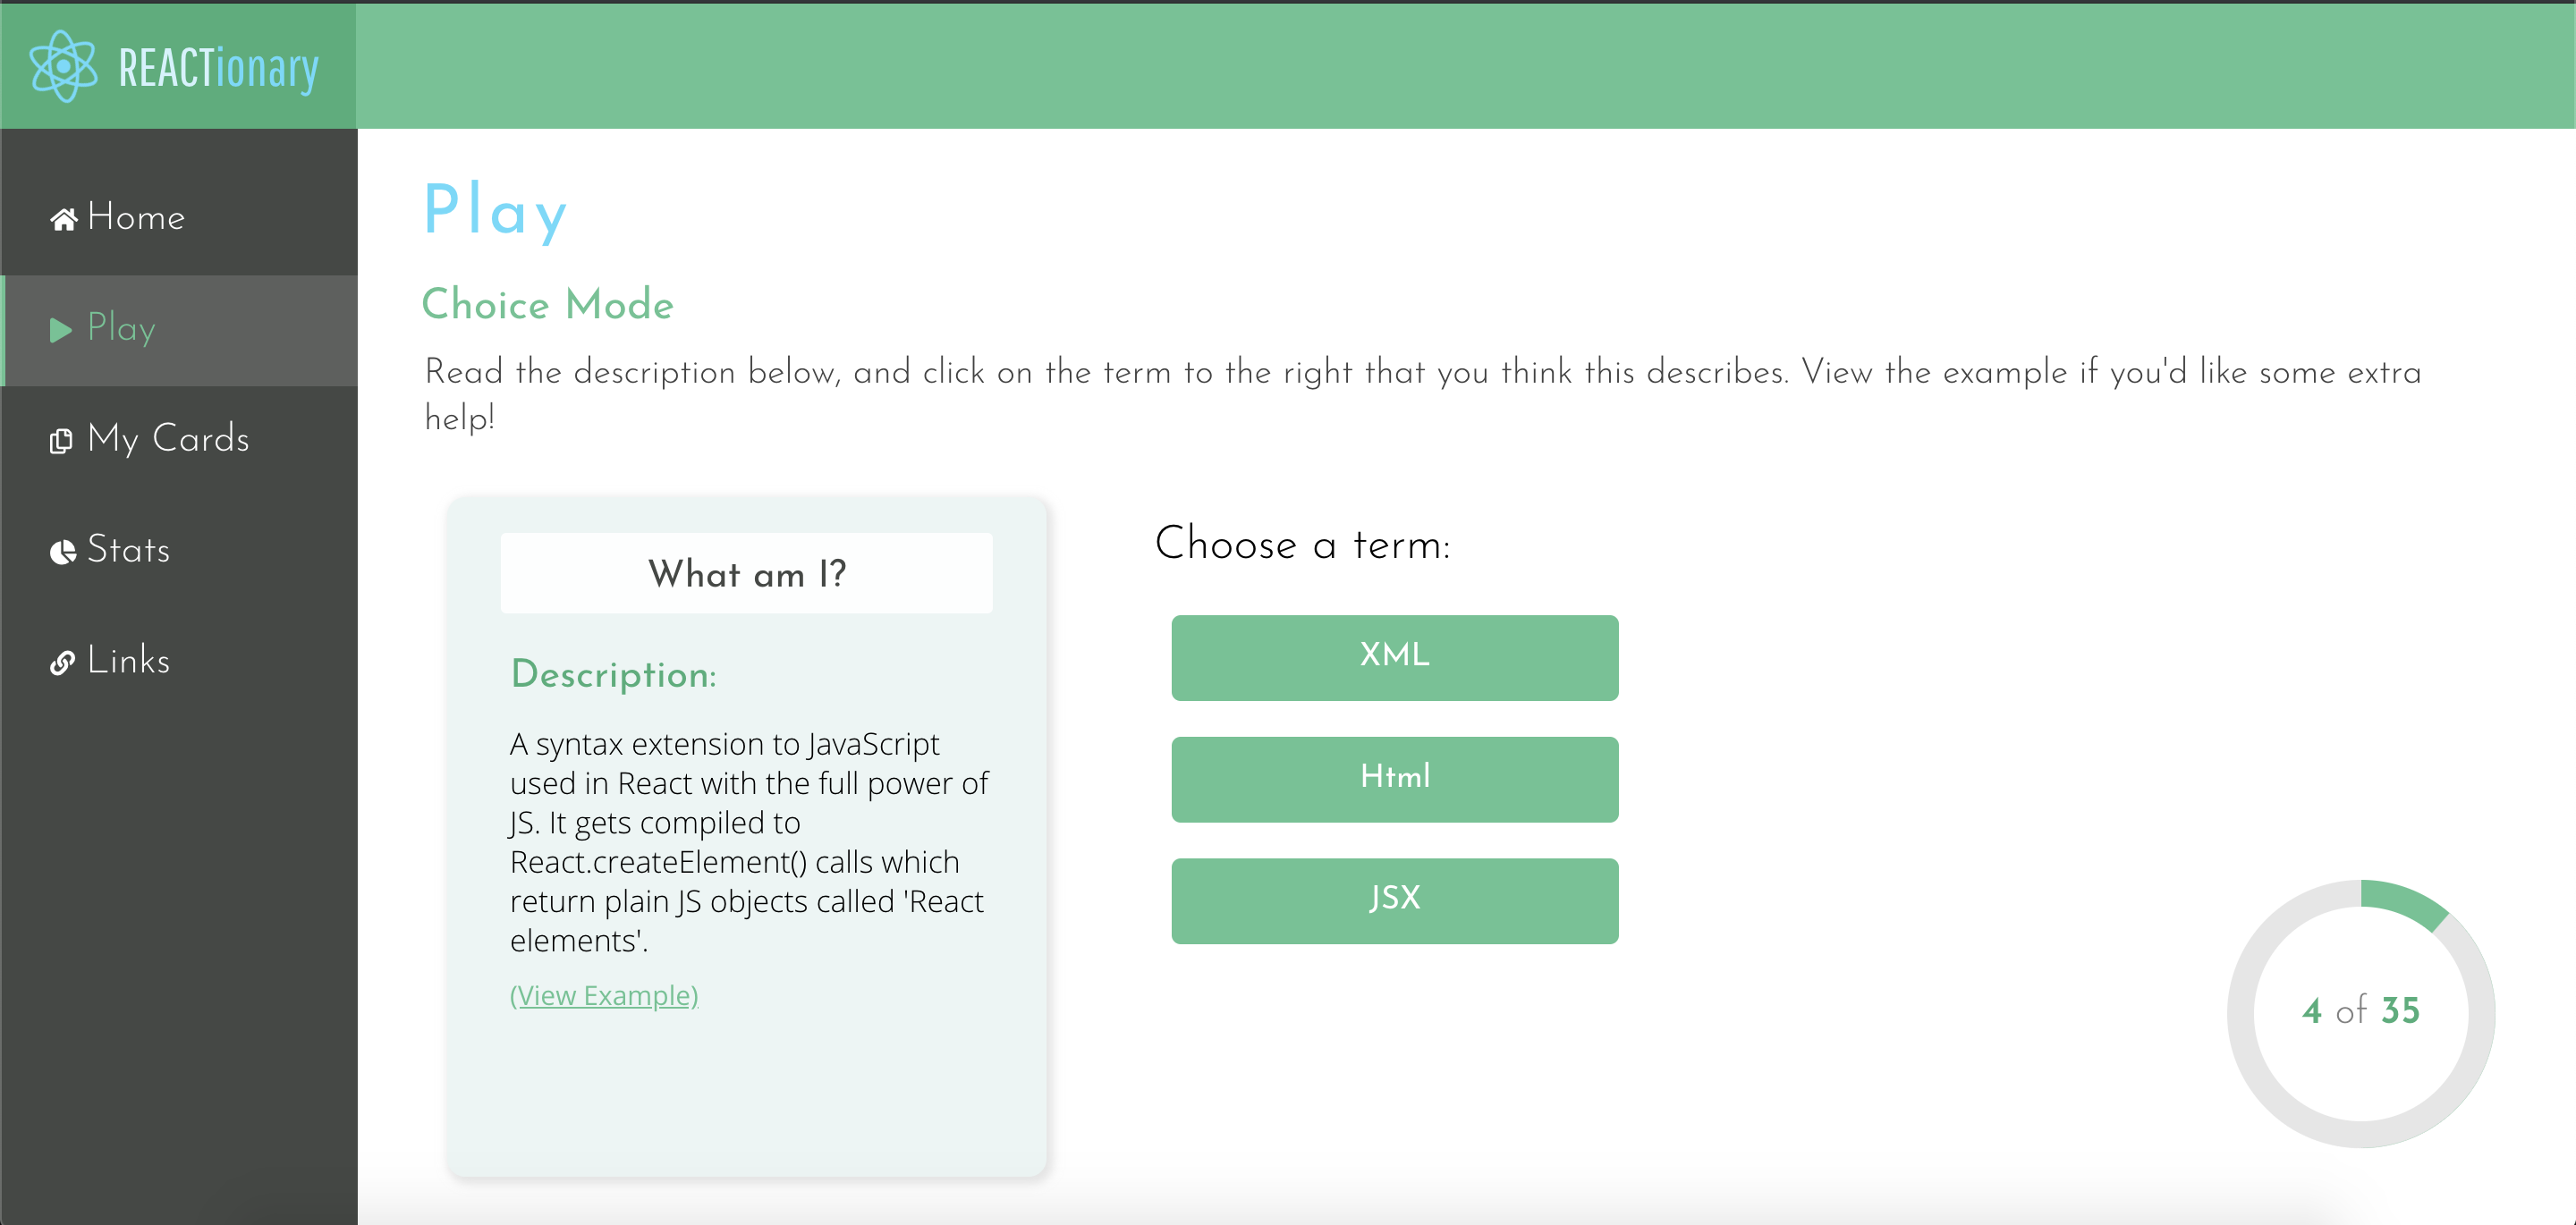 REACTionary
Home
Play
My Cards
Stats
Links
Play
Choice Mode
Read the description below, and click on the term to the right that you think this describes. View the example if you'd like some extra
help!
What am I?
Description:
A syntax extension to JavaScript
used in React with the full power of
JS. It gets compiled to
React.createElement() calls which
return plain JS objects called 'React
elements'.
(View Example)
Choose a term:
XML
Html
JSX
4 of 35